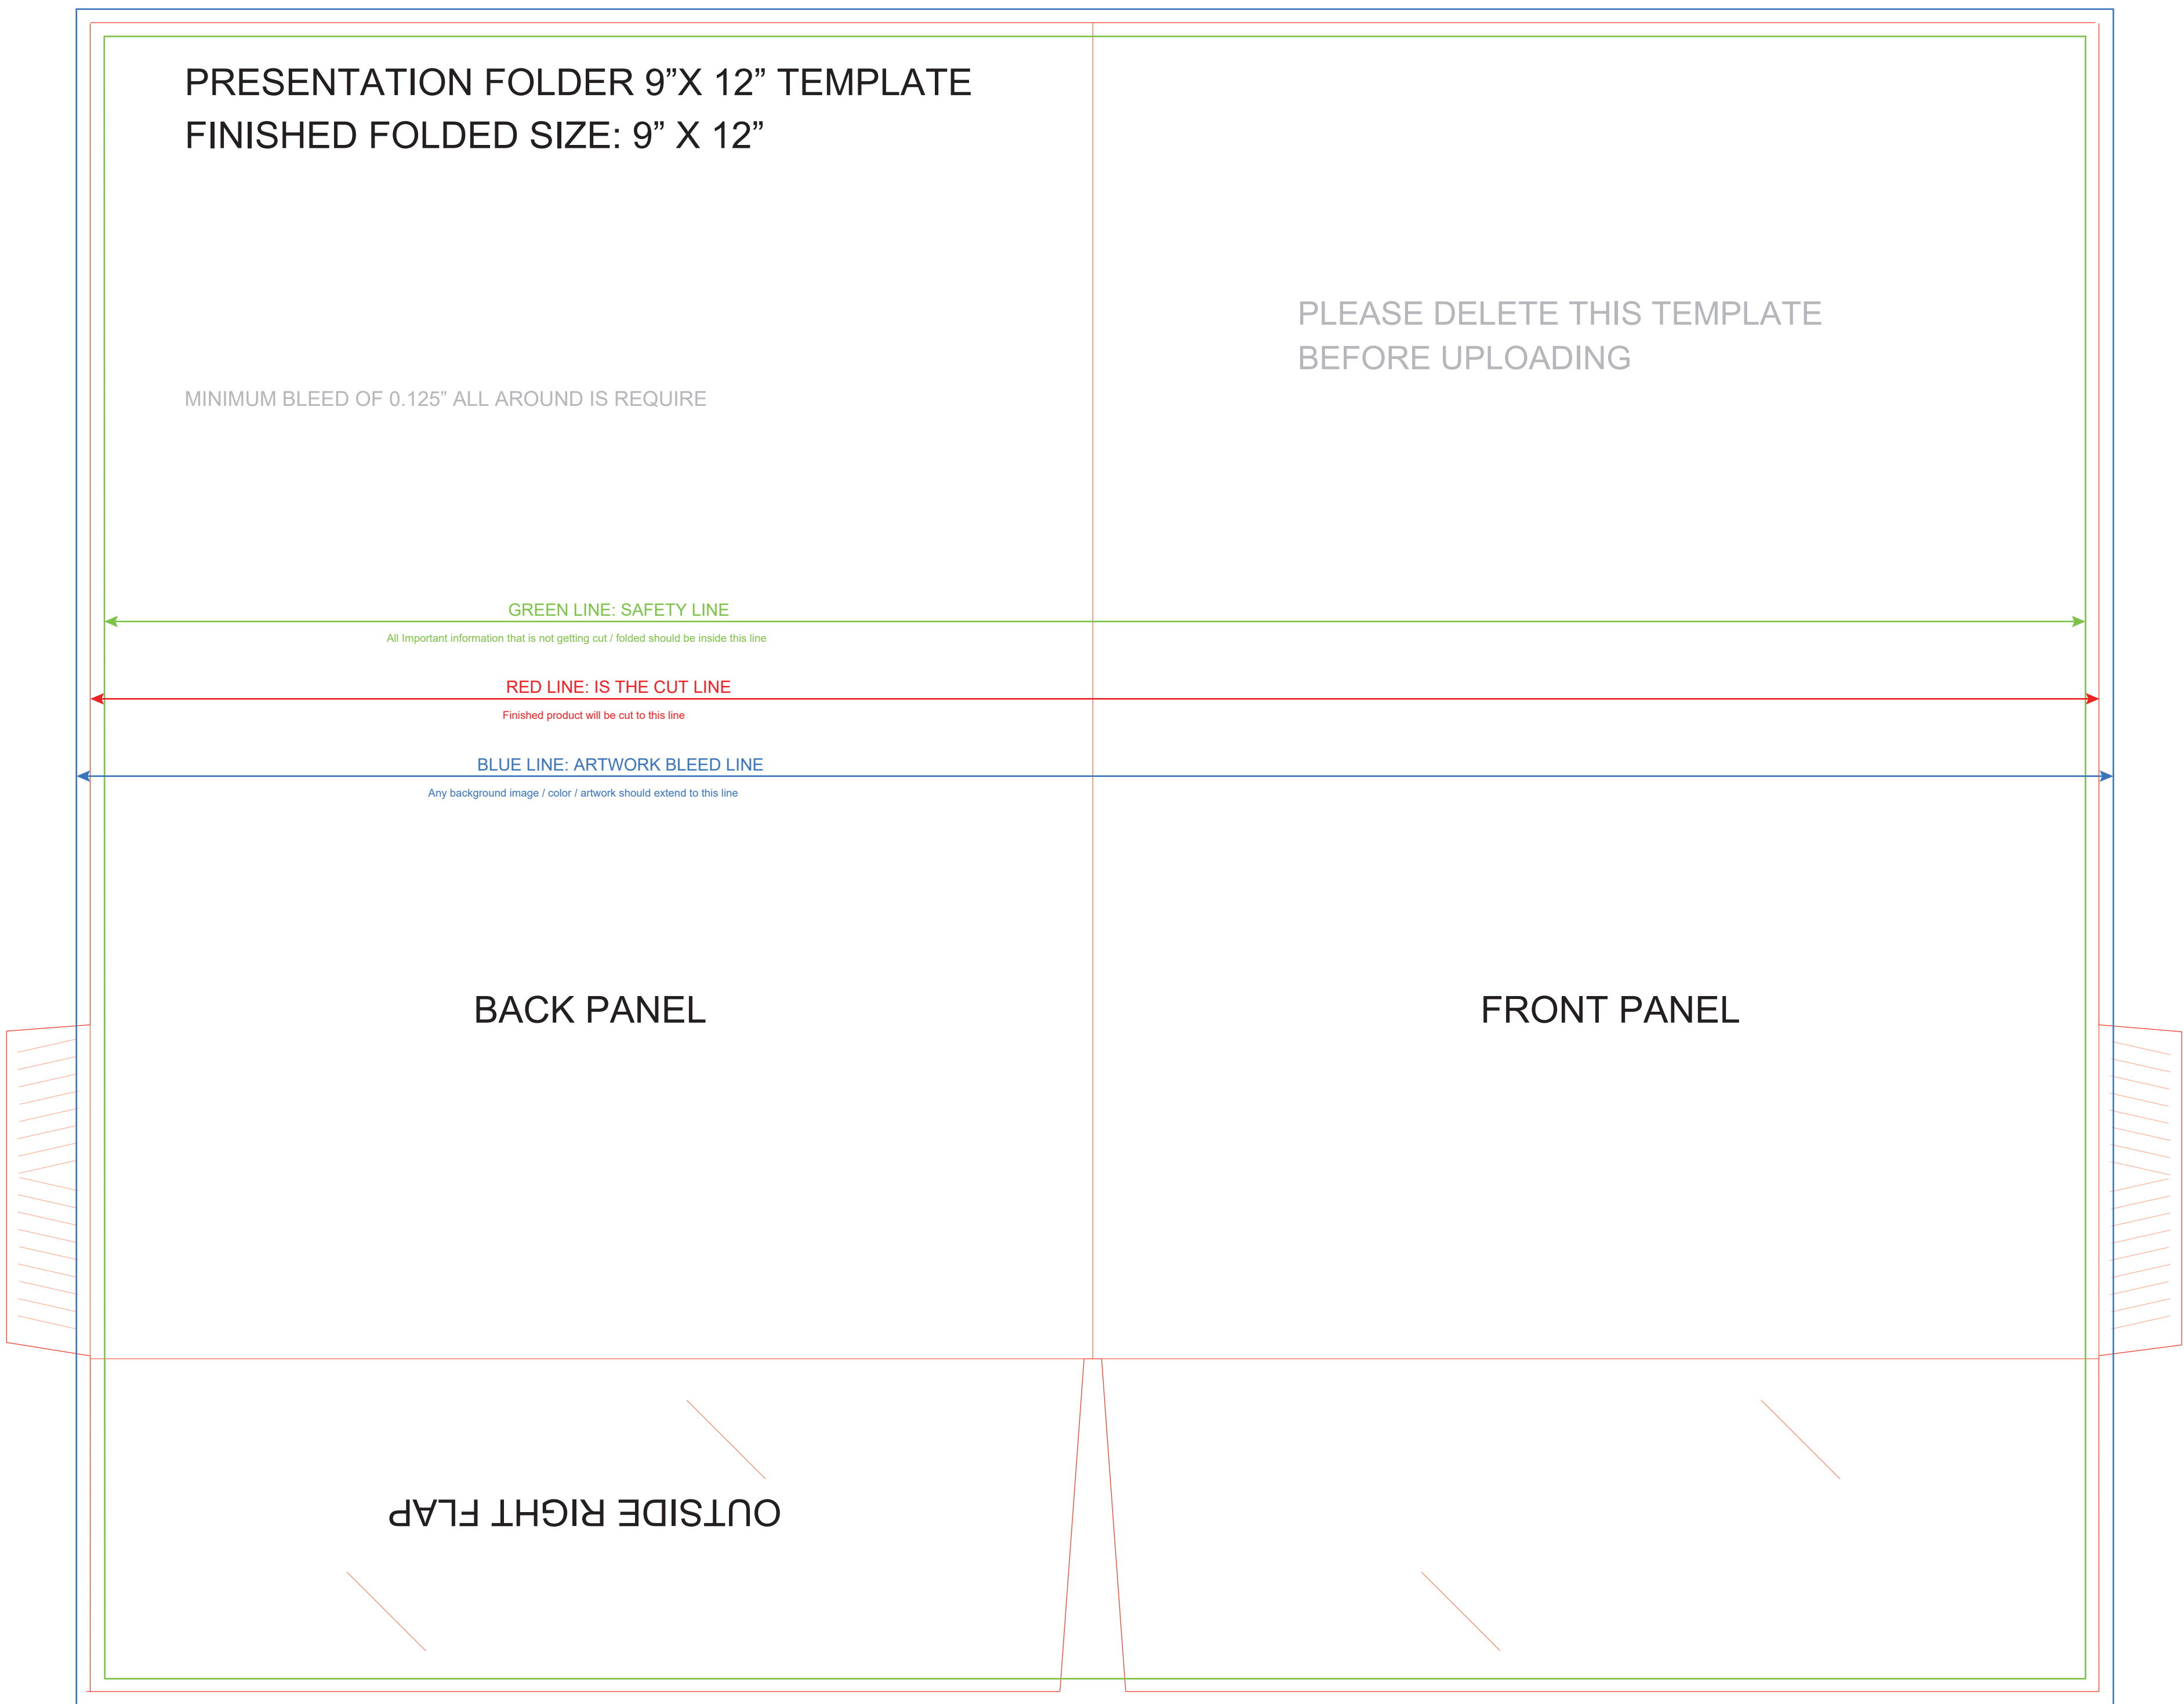 PRESENTATION FOLDER 9”X 12” TEMPLATE
FINISHED FOLDED SIZE: 9” X 12”
PLEASE DELETE THIS TEMPLATE
BEFORE UPLOADING
MINIMUM BLEED OF 0.125” ALL AROUND IS REQUIRE
GREEN LINE: SAFETY LINE
All Important information that is not getting cut / folded should be inside this line
RED LINE: IS THE CUT LINE
Finished product will be cut to this line
BLUE LINE: ARTWORK BLEED LINE
Any background image / color / artwork should extend to this line
BACK PANEL
FRONT PANEL
OUTSIDE RIGHT FLAP